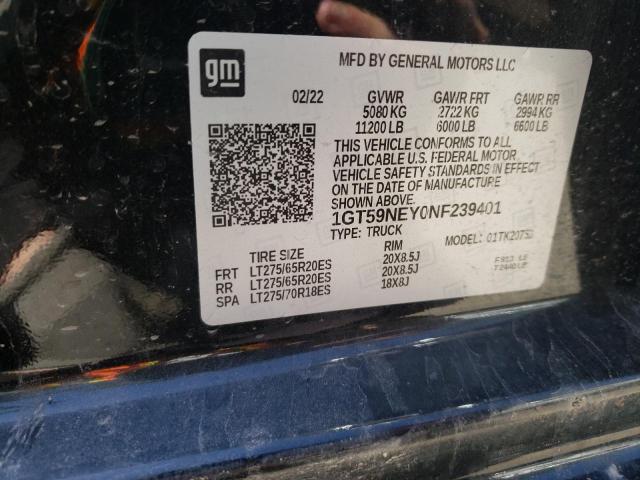 gm
MFD BY GENERAL MOTORS LLC
02/22 GVWR GAWR FRT GAWR RR
5080 KG 2722 KG 2994 KG
11200 LB 6000 LB 6600 LB
THIS VEHICLE CONFORMS TO ALL
APPLICABLE U.S. FEDERAL MOTOR
VEHICLE SAFETY STANDARDS IN EFFECT
ON THE DATE OF MANUFACTURE
SHOWN ABOVE.
1GT59NEY0NF239401
TYPE: TRUCK MODEL:
TIRE SIZE RIM
FRT LT275/65R20ES 20X8.5J
RR LT275/65R20ES 20X8.5J
SPA LT275/70R18ES 18X8J